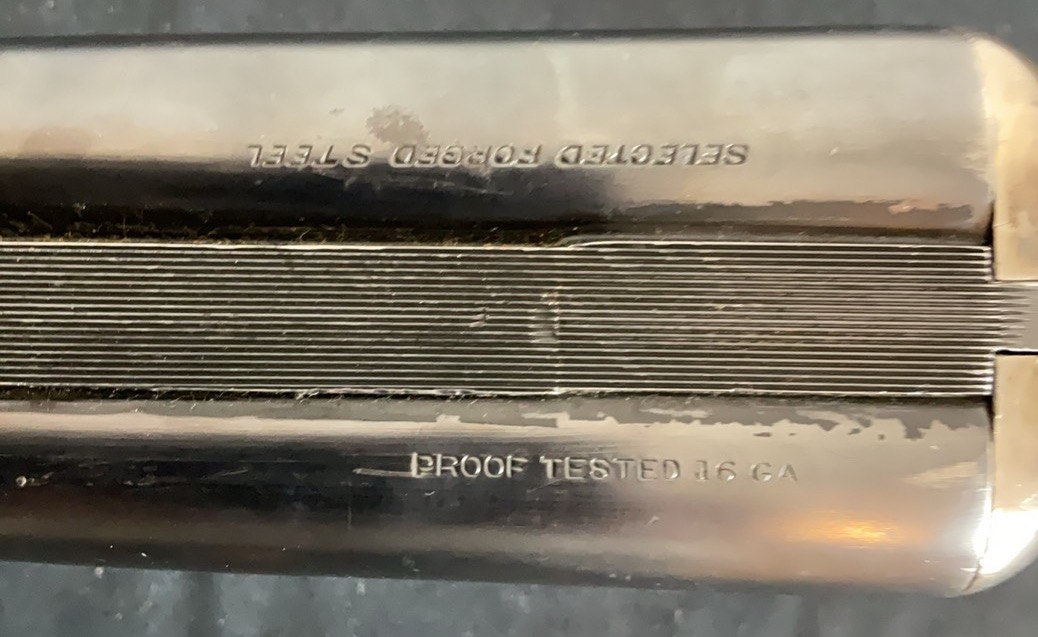 SELECTED FORGED STEEL
PROOF TESTED 16 GA